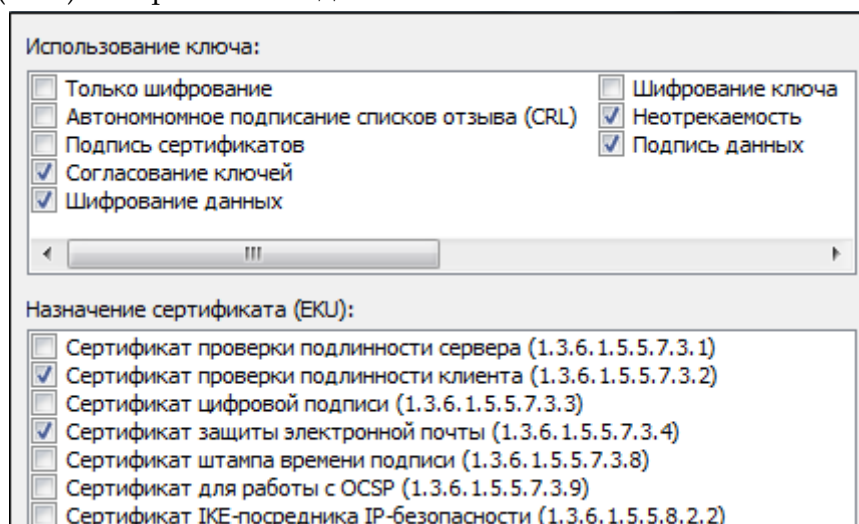 Использование ключа:
Только шифрование
Шифрование ключа
Автономномное подписание списков отзыва (CRL)
Неотрекаемость
Подпись сертификатов
Подпись данных
Согласование ключей
Шифрование данных
Назначение сертификата (EKU):
Сертификат проверки подлинности сервера (1.3.6.1.5.5.7.3.1)
Сертификат проверки подлинности клиента (1.3.6.1.5.5.7.3.2)
Сертификат цифровой подписи (1.3.6.1.5.5.7.3.3)
Сертификат защиты электронной почты (1.3.6.1.5.5.7.3.4)
Сертификат штампа времени подписи (1.3.6.1.5.5.7.3.8)
Сертификат для работы с OCSP (1.3.6.1.5.5.7.3.9)
Сертификат IKE-посредника IP-безопасности (1.3.6.1.5.5.8.2.2)